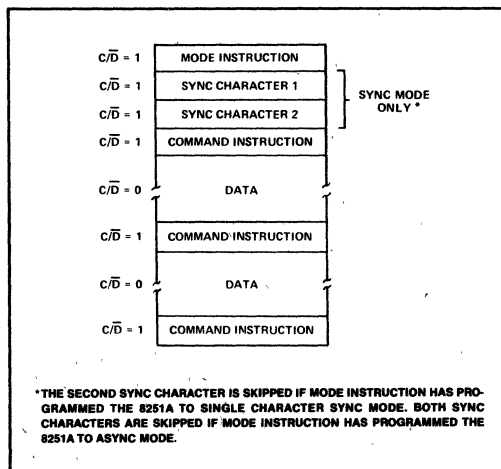 C/D̅ = 1 MODE INSTRUCTION
C/D̅ = 1 SYNC CHARACTER 1
SYNC MODE
ONLY *
C/D̅ = 1 SYNC CHARACTER 2
C/D̅ = 1 COMMAND INSTRUCTION
C/D̅ = 0 DATA
C/D̅ = 1 COMMAND INSTRUCTION
C/D̅ = 0 DATA
C/D̅ = 1 COMMAND INSTRUCTION
*THE SECOND SYNC CHARACTER IS SKIPPED IF MODE INSTRUCTION HAS PRO-
GRAMMED THE 8251A TO SINGLE CHARACTER SYNC MODE. BOTH SYNC
CHARACTERS ARE SKIPPED IF MODE INSTRUCTION HAS PROGRAMMED THE
8251A TO ASYNC MODE.